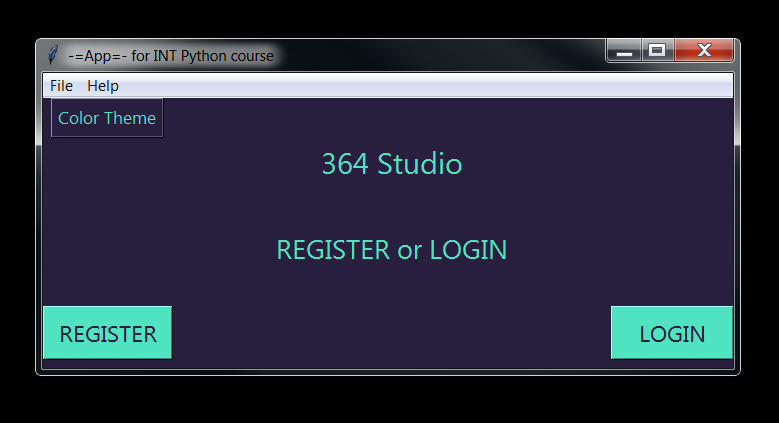 -=App=- for INT Python course
File Help
Color Theme
364 Studio
REGISTER or LOGIN
REGISTER
LOGIN